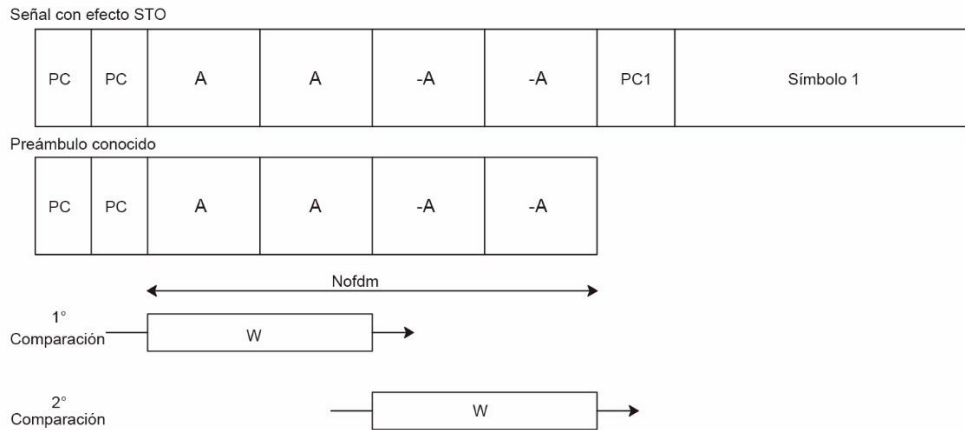 Señal con efecto STO
PC PC A A -A -A PC1 Símbolo 1
Preámbulo conocido
PC PC A A -A -A
Nofdm
1°
Comparación
W
2°
Comparación
W